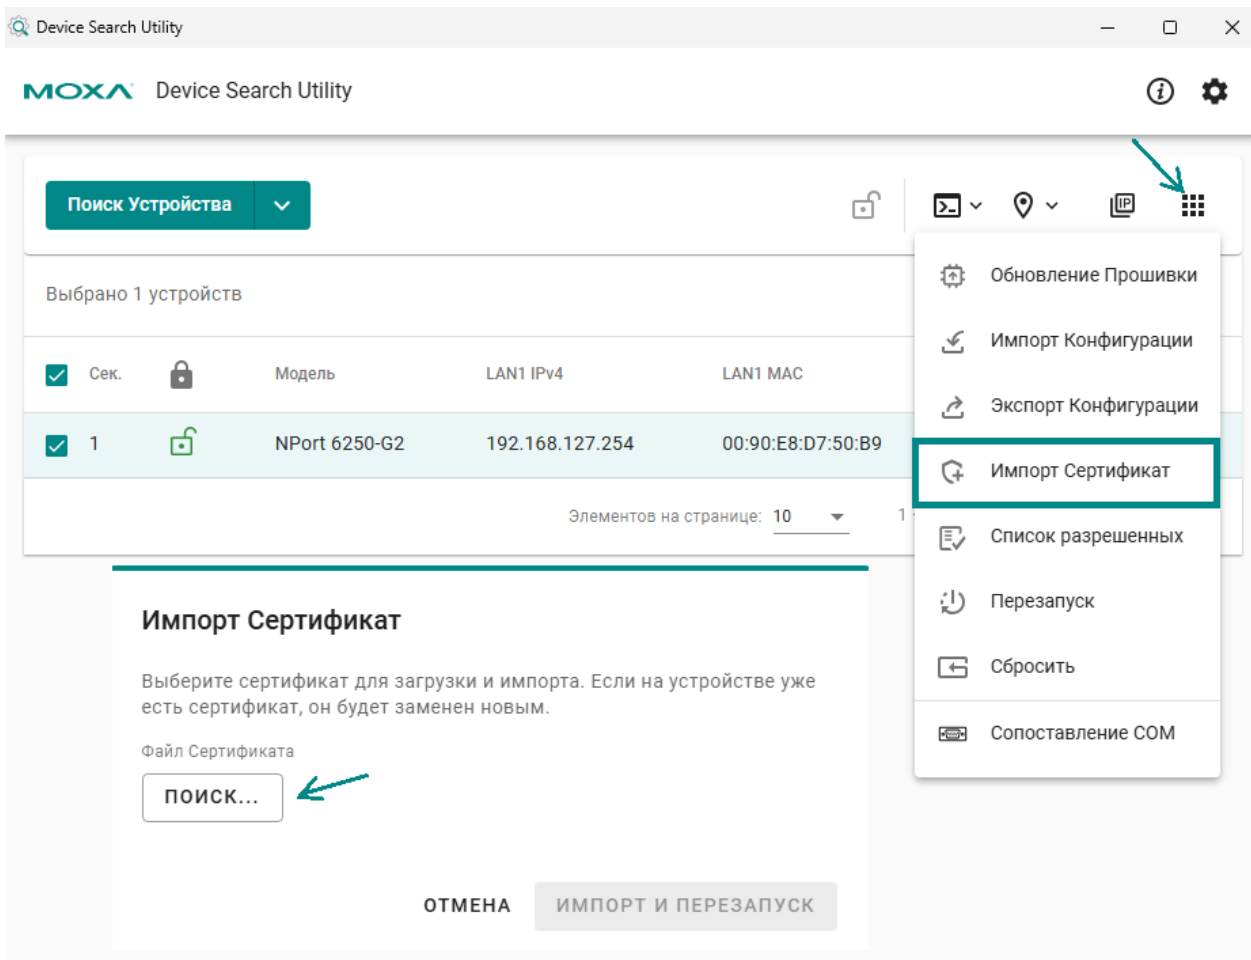 Device Search Utility
MOXA Device Search Utility
Поиск Устройства
IP
Выбрано 1 устройств
Сек. Модель LAN1 IPv4 LAN1 MAC
1 NPort 6250-G2 192.168.127.254 00:90:E8:D7:50:B9
Элементов на странице: 10 1
Обновление Прошивки
Импорт Конфигурации
Экспорт Конфигурации
Импорт Сертификат
Список разрешенных
Перезапуск
Сбросить
Сопоставление COM
Импорт Сертификат
Выберите сертификат для загрузки и импорта. Если на устройстве уже
есть сертификат, он будет заменен новым.
Файл Сертификата
ПОИСК...
ОТМЕНА ИМПОРТ И ПЕРЕЗАПУСК